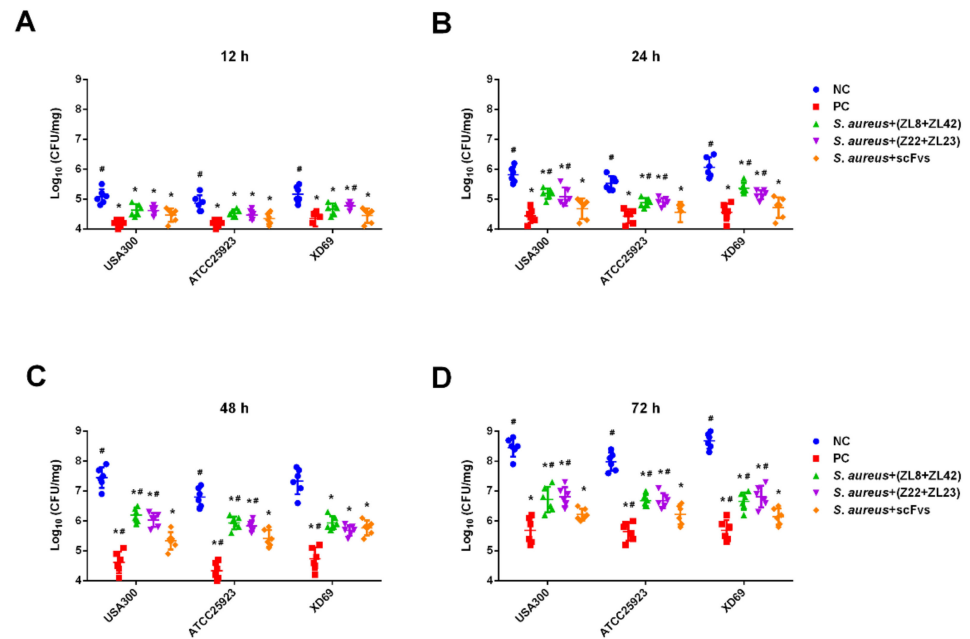 A
12 h
Log10 (CFU/mg)
9
8
7
6
5
4
#
* * * *
#
* * * *
#
* * *# *
USA300
ATCC25923
XD69
B
24 h
Log10 (CFU/mg)
9
8
7
6
5
4
#
* *# *# *
#
* *# *# *
#
* *# *# *
USA300
ATCC25923
XD69
NC
PC
S. aureus+(ZL8+ZL42)
S. aureus+(Z22+ZL23)
S. aureus+scFvs
C
48 h
Log10 (CFU/mg)
9
8
7
6
5
4
#
*# *# *# *
#
*# *# *# *
*# * * *
USA300
ATCC25923
XD69
D
72 h
Log10 (CFU/mg)
9
8
7
6
5
4
#
* *# *# *
#
*# *# *# *
#
*# *# *# *
USA300
ATCC25923
XD69
NC
PC
S. aureus+(ZL8+ZL42)
S. aureus+(Z22+ZL23)
S. aureus+scFvs